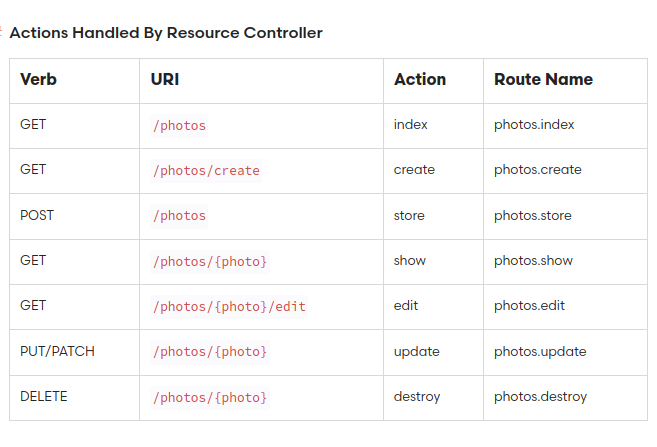 # Actions Handled By Resource Controller
Verb URI Action Route Name
GET /photos index photos.index
GET /photos/create create photos.create
POST /photos store photos.store
GET /photos/{photo} show photos.show
GET /photos/{photo}/edit edit photos.edit
PUT/PATCH /photos/{photo} update photos.update
DELETE /photos/{photo} destroy photos.destroy